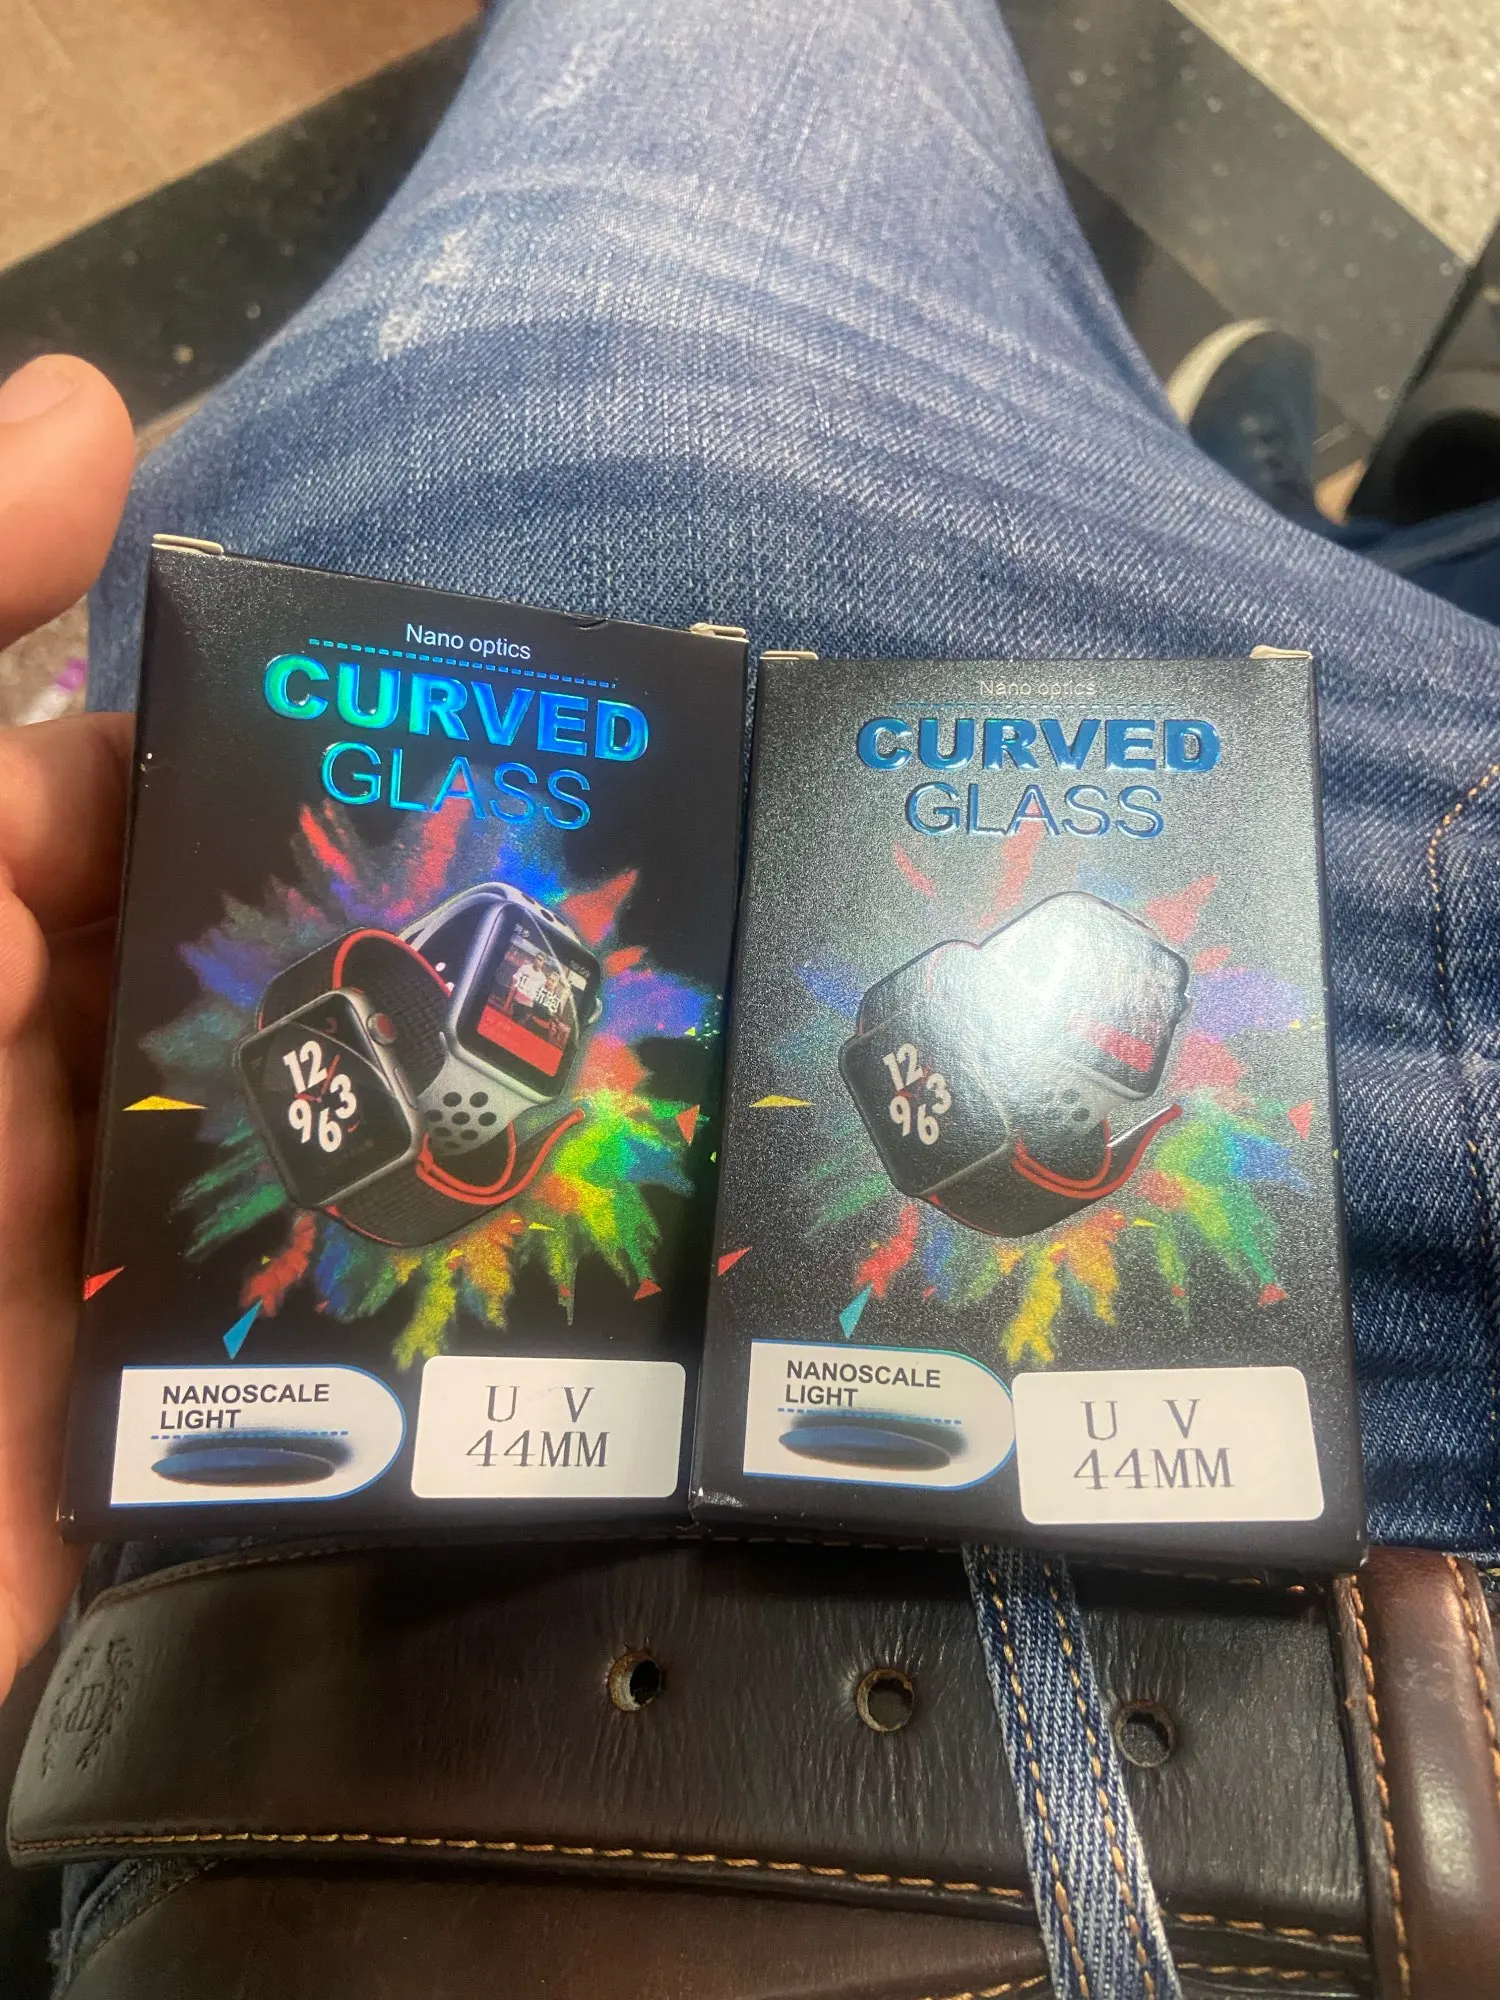 Nano optics
CURVED
GLASS
12
3
9 6
NANOSCALE
LIGHT
U V
44MM
Nano optics
CURVED
GLASS
12
3
9 6
NANOSCALE
LIGHT
U V
44MM